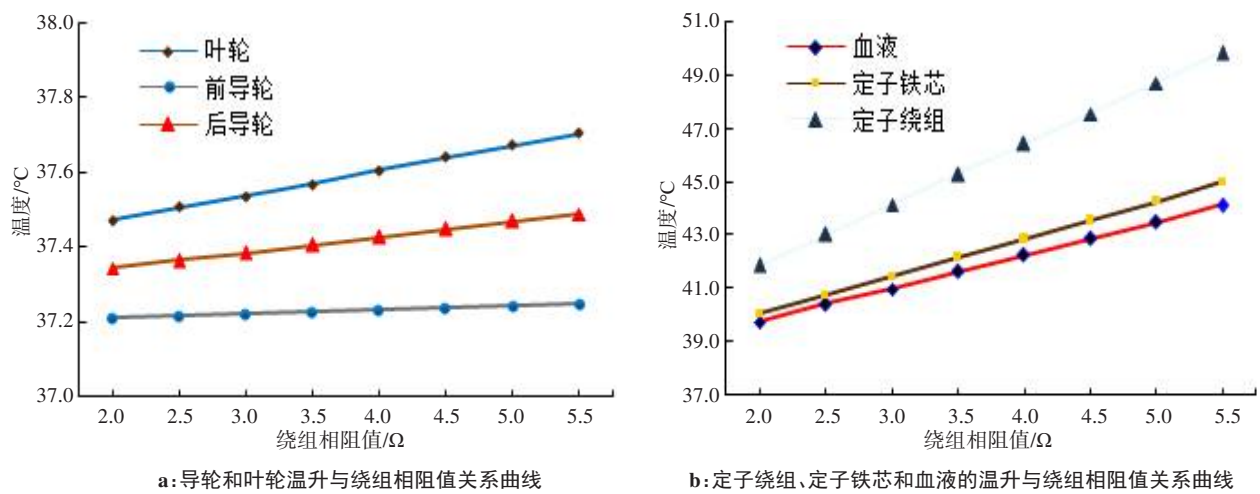 38.0
37.8
37.6
37.4
37.2
37.0
温度/℃
叶轮
前导轮
后导轮
2.0 2.5 3.0 3.5 4.0 4.5 5.0 5.5
绕组相阻值/Ω
a:导轮和叶轮温升与绕组相阻值关系曲线
51.0
49.0
47.0
45.0
43.0
41.0
39.0
37.0
温度/℃
血液
定子铁芯
定子绕组
2.0 2.5 3.0 3.5 4.0 4.5 5.0 5.5
绕组相阻值/Ω
b:定子绕组、定子铁芯和血液的温升与绕组相阻值关系曲线